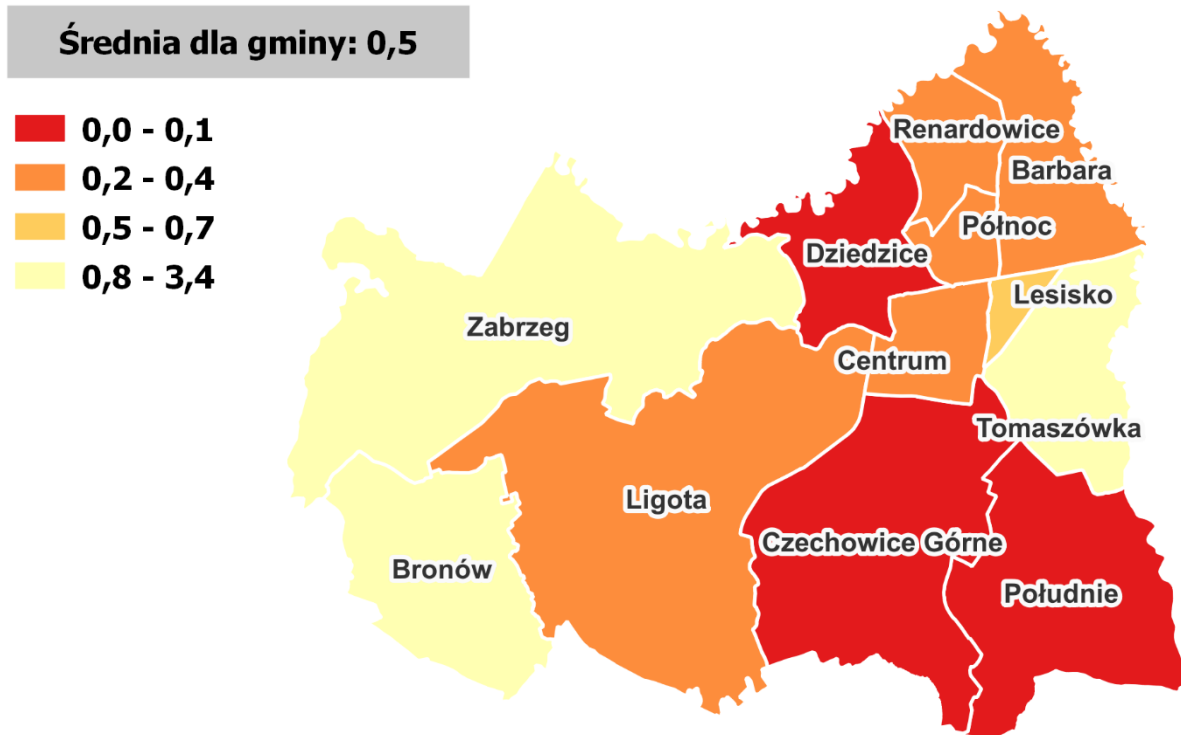 Średnia dla gminy: 0,5
0,0 - 0,1
0,2 - 0,4
0,5 - 0,7
0,8 - 3,4
Renardowice
Barbara
Północ
Dziedzice
Lesisko
Zabrzeg
Centrum
Tomaszówka
Ligota
Czechowice Górne
Bronów
Południe